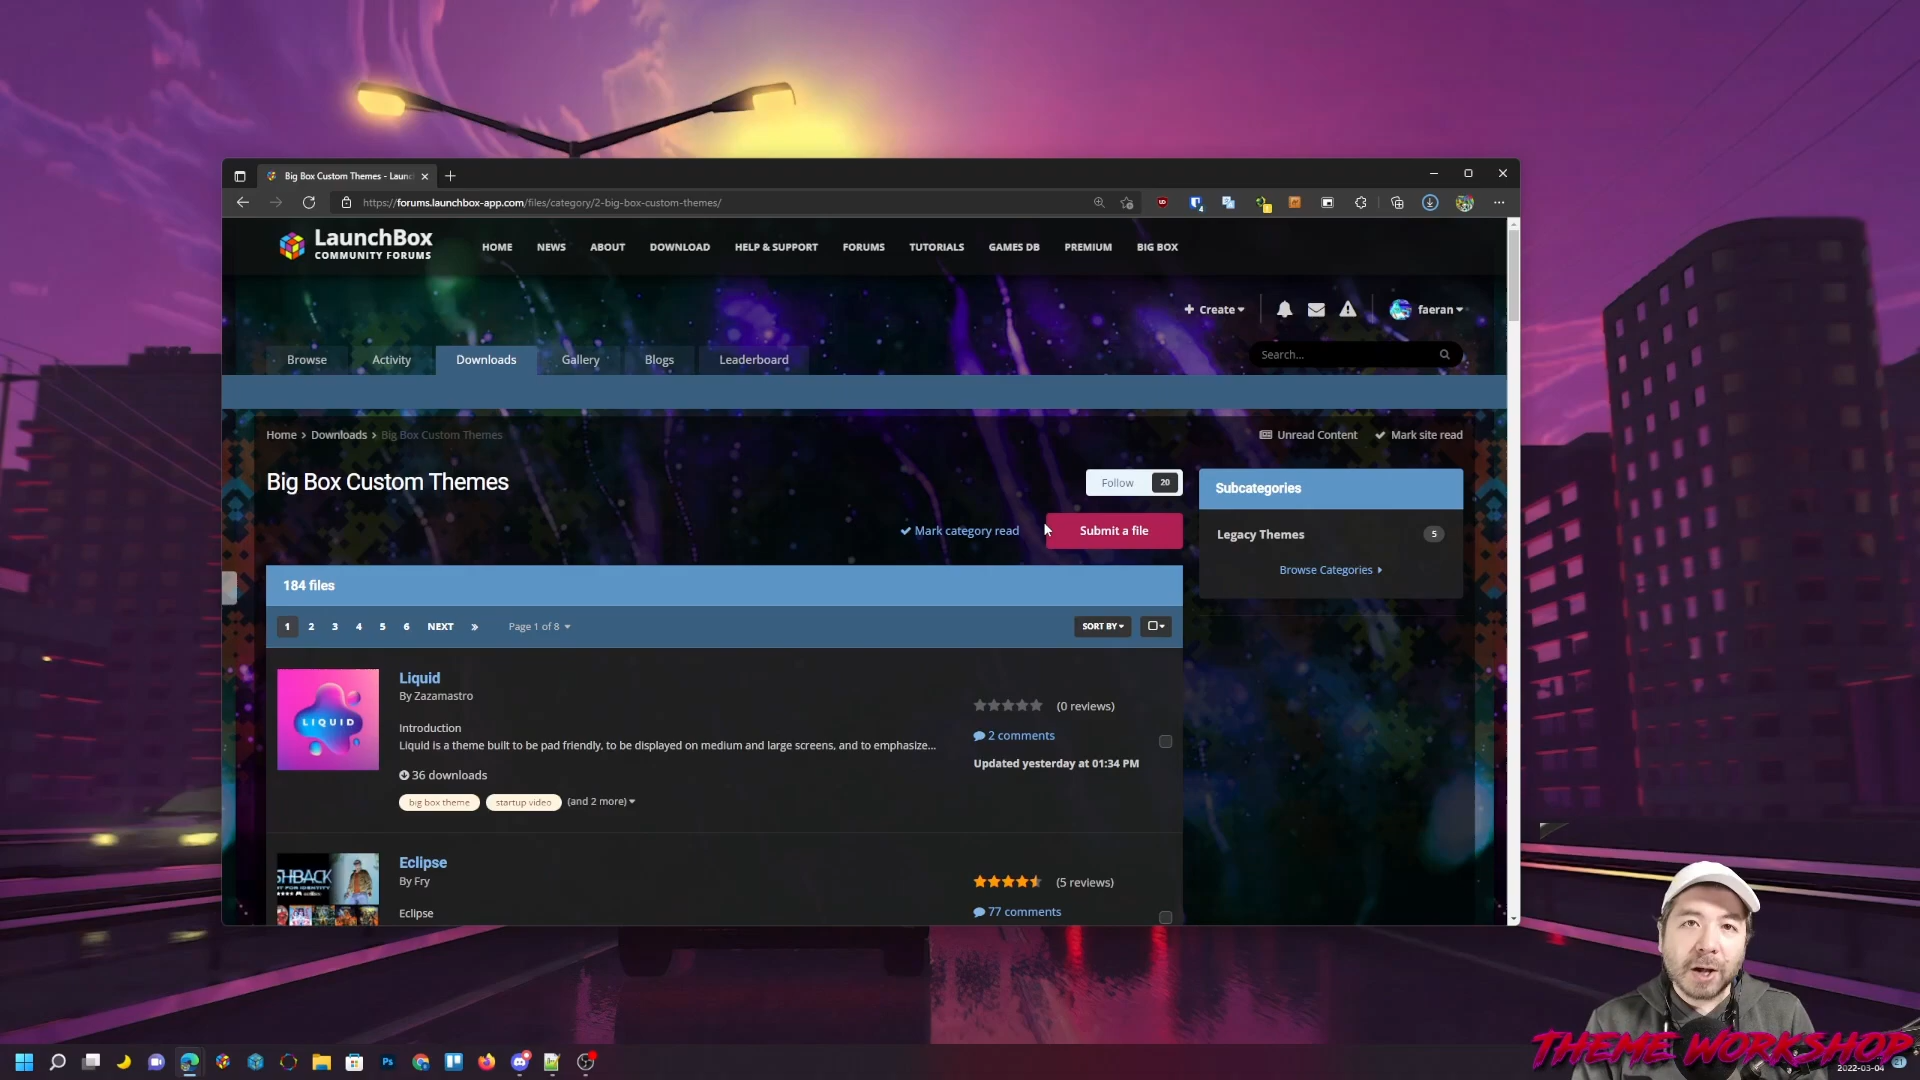 Big Box Custom Themes - Launc
https://forums.launchbox-app.com/files/category/2-big-box-custom-themes/
LaunchBox
COMMUNITY FORUMS
HOME NEWS ABOUT DOWNLOAD HELP & SUPPORT FORUMS TUTORIALS GAMES DB PREMIUM BIG BOX
Create faeran
Browse Activity Downloads Gallery Blogs Leaderboard Search...
Home > Downloads > Big Box Custom Themes Unread Content Mark site read
Big Box Custom Themes
Follow 20
Mark category read Submit a file
Subcategories
Legacy Themes 5
Browse Categories
184 files
1 2 3 4 5 6 NEXT » Page 1 of 8 SORT BY
LIQUID
Liquid
By Zazamastro
Introduction
Liquid is a theme built to be pad friendly, to be displayed on medium and large screens, and to emphasize...
36 downloads
big box theme startup video (and 2 more)
(0 reviews)
2 comments
Updated yesterday at 01:34 PM
SHBACK
Eclipse
By Fry
Eclipse
(5 reviews)
77 comments
THEME WORKSHOP
Ps
2022-03-04
21